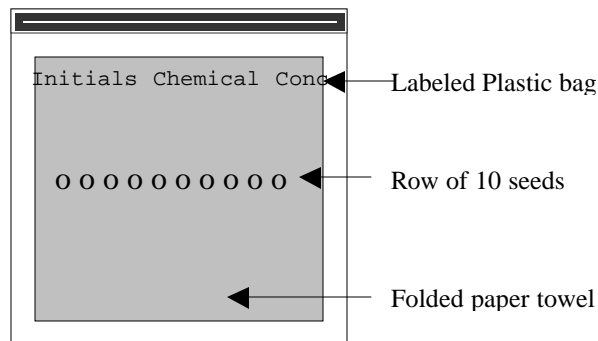 Initials Chemical Conc
Labeled Plastic bag
o o o o o o o o o o
Row of 10 seeds
Folded paper towel